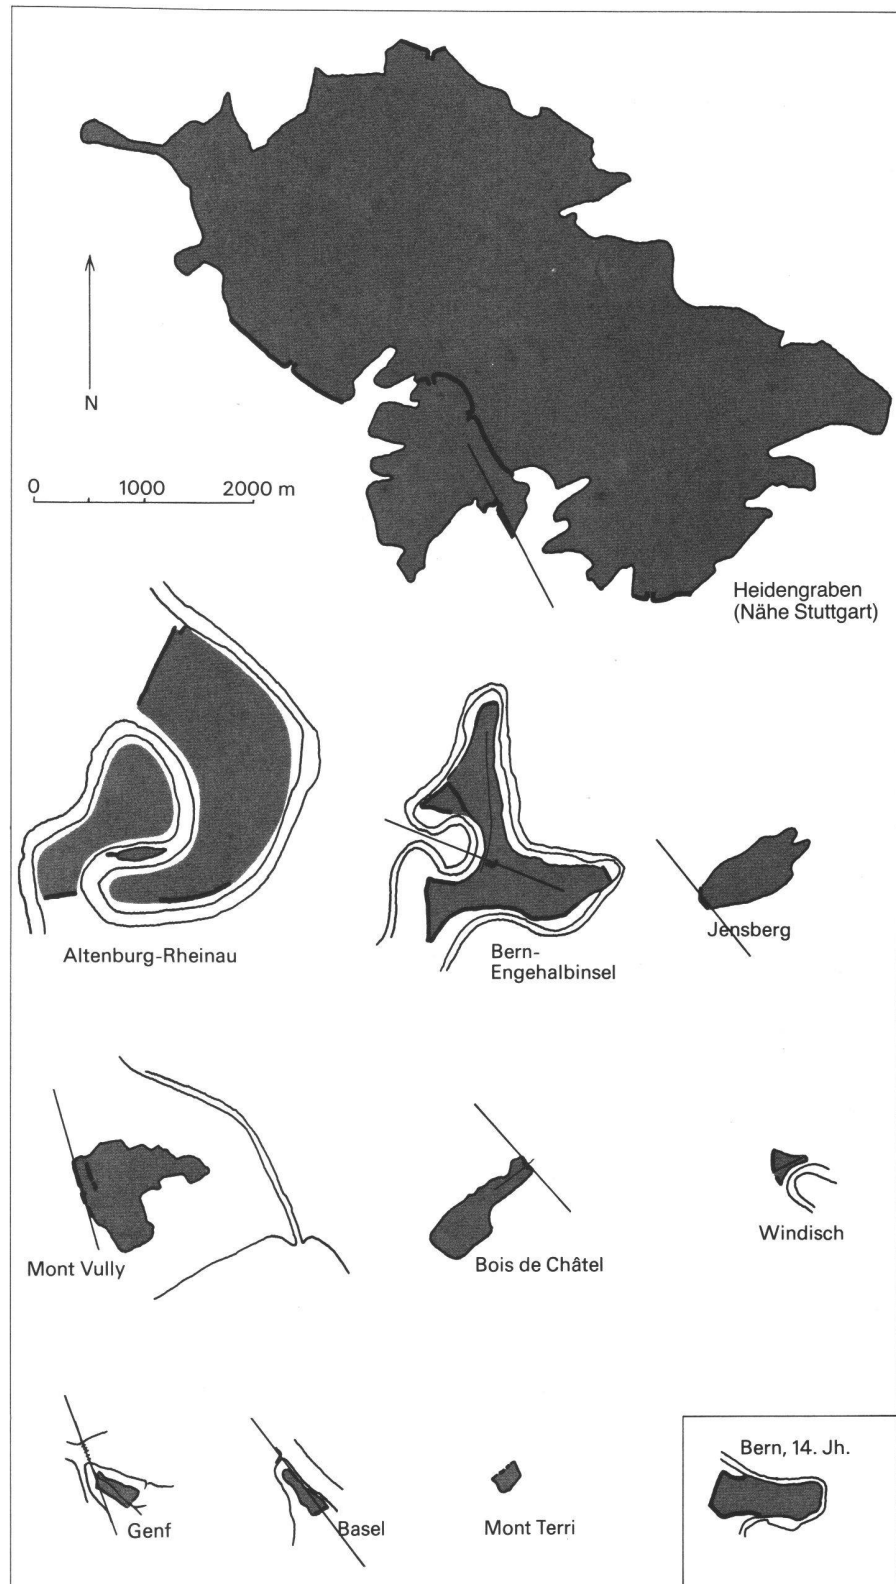 N
0 1000 2000 m
Heidengraben
(Nähe Stuttgart)
Altenburg-Rheinau
Bern-
Engehalbinsel
Jensberg
Mont Vully
Bois de Châtel
Windisch
Genf
Basel
Mont Terri
Bern, 14. Jh.